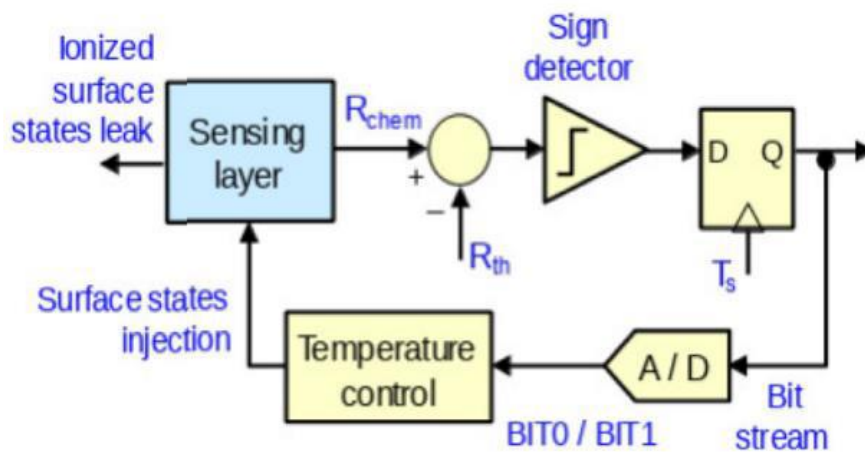 Ionized
surface
states leak
Sensing
layer
Rchem
+
−
Rth
Sign
detector
D Q
Ts
Surface states
injection
Temperature
control
A / D
BIT0 / BIT1
Bit
stream